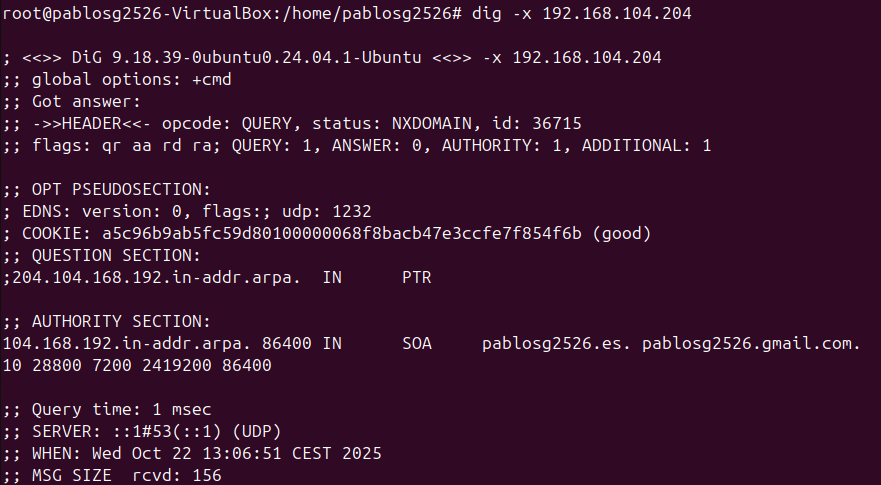 root@pablosg2526-VirtualBox:/home/pablosg2526# dig -x 192.168.104.204

; <<>> DiG 9.18.39-0ubuntu0.24.04.1-Ubuntu <<>> -x 192.168.104.204
;; global options: +cmd
;; Got answer:
;; ->>HEADER<<- opcode: QUERY, status: NXDOMAIN, id: 36715
;; flags: qr aa rd ra; QUERY: 1, ANSWER: 0, AUTHORITY: 1, ADDITIONAL: 1

;; OPT PSEUDOSECTION:
; EDNS: version: 0, flags:; udp: 1232
; COOKIE: a5c96b9ab5fc59d80100000068f8bacb47e3ccfe7f854f6b (good)
;; QUESTION SECTION:
;204.104.168.192.in-addr.arpa.  IN      PTR

;; AUTHORITY SECTION:
104.168.192.in-addr.arpa. 86400 IN      SOA     pablosg2526.es. pablosg2526.gmail.com.
10 28800 7200 2419200 86400

;; Query time: 1 msec
;; SERVER: ::1#53(::1) (UDP)
;; WHEN: Wed Oct 22 13:06:51 CEST 2025
;; MSG SIZE  rcvd: 156